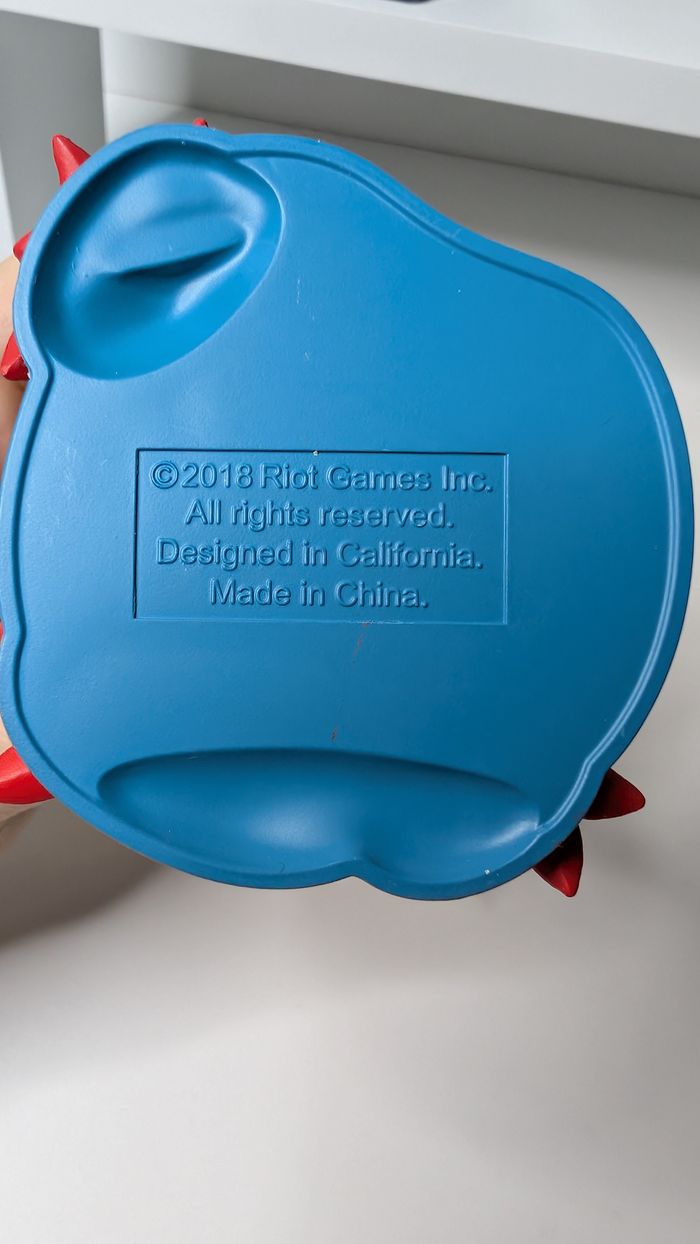 ©2018 Riot Games Inc.
All rights reserved.
Designed in California.
Made in China.